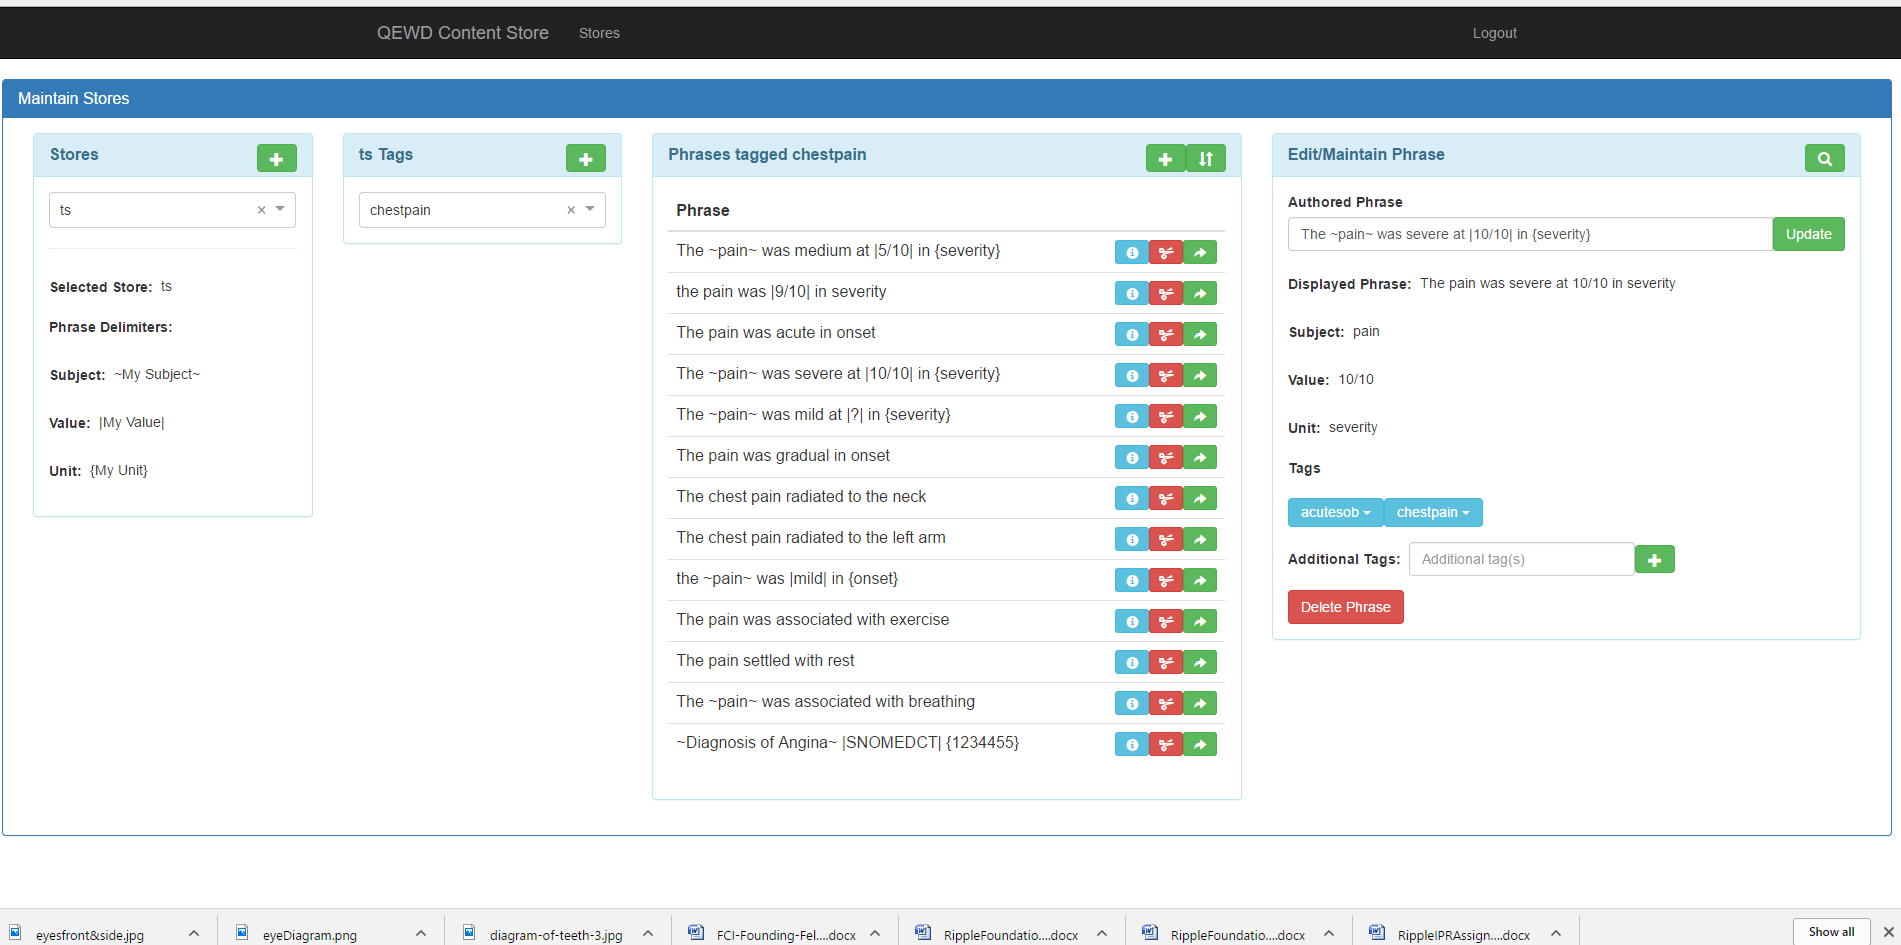 QEWD Content Store Stores Logout
Maintain Stores
Stores
ts
Selected Store: ts
Phrase Delimiters:
Subject: ~My Subject~
Value: |My Value|
Unit: {My Unit}
ts Tags
chestpain
Phrases tagged chestpain
Phrase
The ~pain~ was medium at |5/10| in {severity}
the pain was |9/10| in severity
The pain was acute in onset
The ~pain~ was severe at |10/10| in {severity}
The ~pain~ was mild at |?| in {severity}
The pain was gradual in onset
The chest pain radiated to the neck
The chest pain radiated to the left arm
the ~pain~ was |mild| in {onset}
The pain was associated with exercise
The pain settled with rest
The ~pain~ was associated with breathing
~Diagnosis of Angina~ |SNOMEDCT| {1234455}
Edit/Maintain Phrase
Authored Phrase
The ~pain~ was severe at |10/10| in {severity} Update
Displayed Phrase: The pain was severe at 10/10 in severity
Subject: pain
Value: 10/10
Unit: severity
Tags
acutesob chestpain
Additional Tags: Additional tag(s)
Delete Phrase
eyesfront&side.jpg eyeDiagram.png diagram-of-teeth-3.jpg FCI-Founding-Fel....docx RippleFoundatio....docx RippleFoundatio....docx RippleIPRAssign....docx Show all